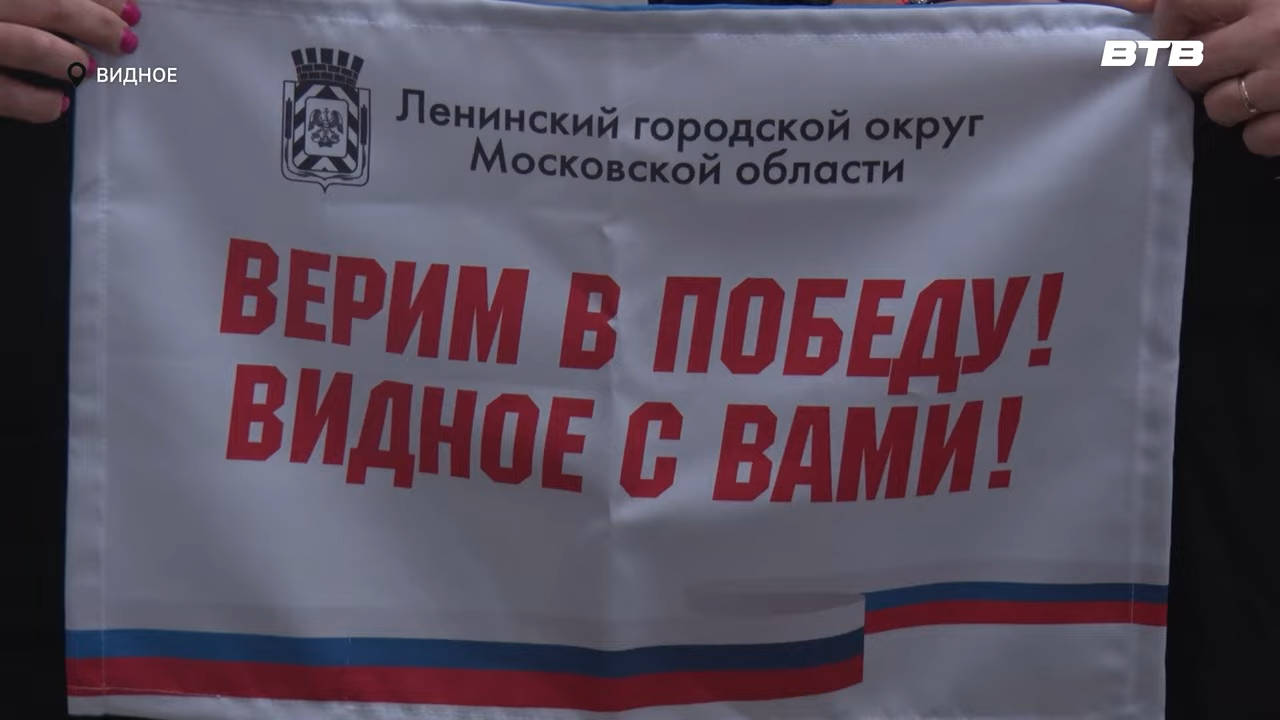 ВТВ
ВИДНОЕ
Ленинский городской округ
Московской области
ВЕРИМ В ПОБЕДУ!
ВИДНОЕ С ВАМИ!